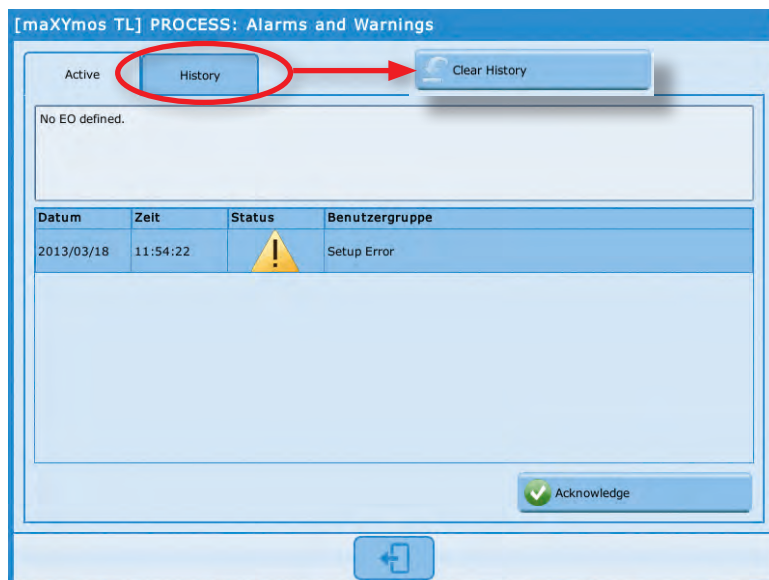 [maXYmos TL] PROCESS: Alarms and Warnings
Active History Clear History
No EO defined.
Datum Zeit Status Benutzergruppe
2013/03/18 11:54:22 Setup Error
Acknowledge